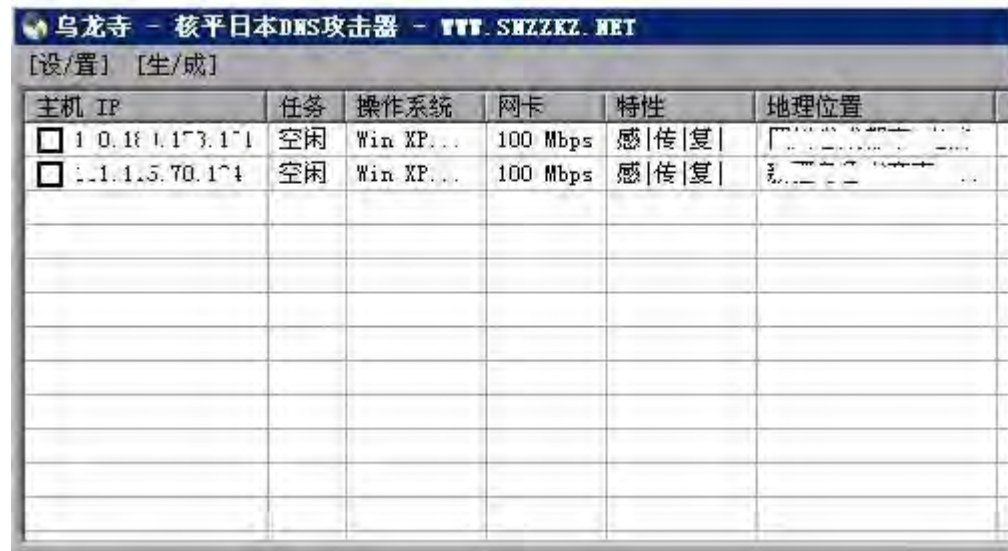 乌龙寺 - 核平日本DNS攻击器 - WWW.SNZZKZ.NET
[设/置] [生/成]
主机 IP 任务 操作系统 网卡 特性 地理位置
空闲 Win XP... 100 Mbps 感|传|复|
空闲 Win XP... 100 Mbps 感|传|复|